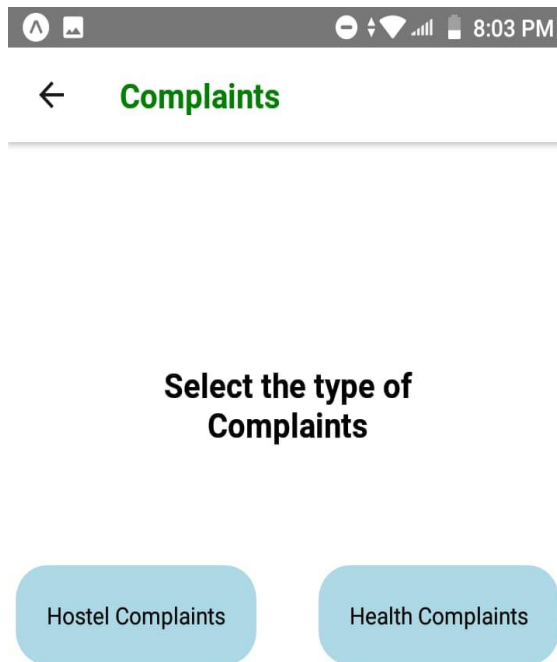 8:03 PM
Complaints
Select the type of
Complaints
Hostel Complaints
Health Complaints